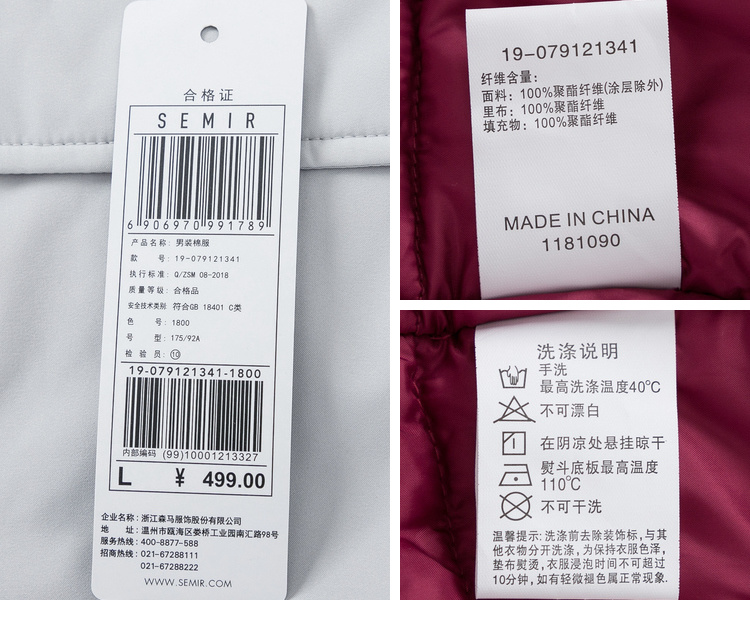 合格证
SEMIR
6 906970 991789
产品名称: 男装棉服
款 号: 19-079121341
执行标准: Q/ZSM 08-2018
质量等级: 合格品
安全技术类别 符合GB 18401 C类
色 号: 1800
号 型: 175/92A
检 验 员: ⑩
19-079121341-1800
内部编码 (99)10001213327
L ¥ 499.00
企业名称: 浙江森马服饰股份有限公司
地 址: 温州市瓯海区娄桥工业园南汇路98号
服务热线: 400-8877-588
招商热线: 021-67288111
021-67288222
WWW.SEMIR.COM
19-079121341
纤维含量:
面料: 100%聚酯纤维(涂层除外)
里布: 100%聚酯纤维
填充物: 100%聚酯纤维
MADE IN CHINA
1181090
洗涤说明
手洗
最高洗涤温度40℃
不可漂白
在阴凉处悬挂晾干
熨斗底板最高温度
110℃
不可干洗
温馨提示: 洗涤前去除装饰标, 与其
他衣物分开洗涤, 为保持衣服色泽,
垫布熨烫, 衣服浸泡时间不可超过
10分钟, 如有轻微褪色属正常现象.